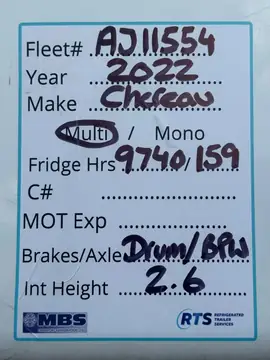 Fleet# AJ11554
Year 2022
Make Chereau
Multi / Mono
Fridge Hrs 9740/159
C#
MOT Exp
Brakes/Axle Drum/BPW
Int Height 2.6
MBS
RTS REFRIGERATED TRAILER SERVICES